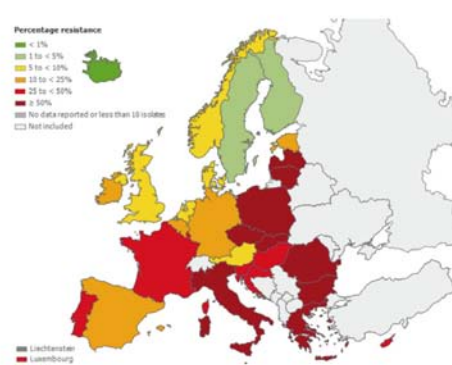 Percentage resistance
< 1%
1 to < 5%
5 to < 10%
10 to < 25%
25 to < 50%
≥ 50%
No data reported or less than 10 isolates
Not included
Liechtenstein
Luxembourg